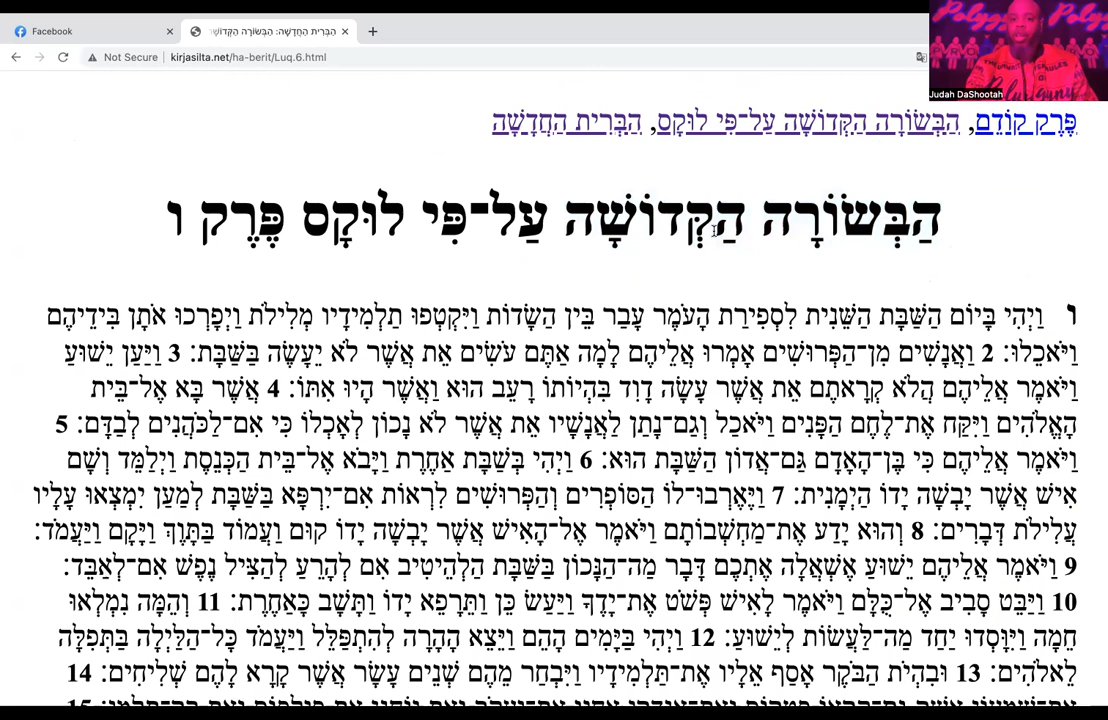 Facebook
הַבְּרִית הַחֲדָשָׁה: הַבְּשׂוֹרָה הַקְּדוֹשָׁה
Not Secure | kirjasilta.net/ha-berit/Luq.6.html
Judah DaShootah
פֶּרֶק קוֹדֵם, הַבְּשׂוֹרָה הַקְּדוֹשָׁה עַל־פִּי לוּקָס, הַבְּרִית הַחֲדָשָׁה
הַבְּשׂוֹרָה הַקְּדוֹשָׁה עַל־פִּי לוּקָס פֶּרֶק ו
ו וַיְהִי בְּיוֹם הַשַּׁבָּת הַשֵּׁנִית לִסְפִירַת הָעֹמֶר עָבַר בֵּין הַשָּׂדוֹת וַיִּקְטְפוּ תַלְמִידָיו מְלִילֹת וַיְפָרְכוּ אֹתָן בִּידֵיהֶם
וַיֹּאכֵלוּ׃ 2 וַאֲנָשִׁים מִן־הַפְּרוּשִׁים אָמְרוּ אֲלֵיהֶם לָמָּה אַתֶּם עֹשִׂים אֵת אֲשֶׁר לֹא יֵעָשֶׂה בַּשַּׁבָּת׃ 3 וַיַּעַן יֵשׁוּעַ
וַיֹּאמֶר אֲלֵיהֶם הֲלֹא קְרָאתֶם אֵת אֲשֶׁר עָשָׂה דָוִד בִּהְיוֹתוֹ רָעֵב הוּא וַאֲשֶׁר הָיוּ אִתּוֹ׃ 4 אֲשֶׁר בָּא אֶל־בֵּית
הָאֱלֹהִים וַיִּקַּח אֶת־לֶחֶם הַפָּנִים וַיֹּאכַל וְגַם־נָתַן לַאֲנָשָׁיו אֵת אֲשֶׁר לֹא נָכוֹן לְאָכְלוֹ כִּי אִם־לַכֹּהֲנִים לְבַדָּם׃ 5
וַיֹּאמֶר אֲלֵיהֶם כִּי בֶּן־הָאָדָם גַּם־אֲדוֹן הַשַּׁבָּת הוּא׃ 6 וַיְהִי בְּשַׁבָּת אַחֶרֶת וַיָּבֹא אֶל־בֵּית הַכְּנֵסֶת וַיְלַמֵּד וְשָׁם
אִישׁ אֲשֶׁר יָבְשָׁה יָדוֹ הַיְמָנִית׃ 7 וַיֶּאֶרְבוּ־לוֹ הַסּוֹפְרִים וְהַפְּרוּשִׁים לִרְאוֹת אִם־יִרְפָּא בַּשַּׁבָּת לְמַעַן יִמְצְאוּ עָלָיו
עֲלִילֹת דְּבָרִים׃ 8 וְהוּא יָדַע אֶת־מַחְשְׁבוֹתָם וַיֹּאמֶר אֶל־הָאִישׁ אֲשֶׁר יָבְשָׁה יָדוֹ קוּם וַעֲמוֹד בַּתָּוֶךְ וַיָּקָם וַיַּעֲמֹד׃
9 וַיֹּאמֶר אֲלֵיהֶם יֵשׁוּעַ אֶשְׁאֲלָה אֶתְכֶם דָּבָר מַה־הַנָּכוֹן בַּשַּׁבָּת הַלְהֵיטִיב אִם לְהָרֵעַ לְהַצִּיל נֶפֶשׁ אִם־לְאַבֵּד׃
10 וַיַּבֵּט סָבִיב אֶל־כֻּלָּם וַיֹּאמֶר לָאִישׁ פְּשֹׁט אֶת־יָדֶךָ וַיַּעַשׂ כֵּן וַתֵּרָפֵא יָדוֹ וַתָּשָׁב כָּאַחֶרֶת׃ 11 וְהֵמָּה נִמְלְאוּ
חֵמָה וַיִּוָּסְדוּ יַחַד מַה־לַּעֲשׂוֹת לְיֵשׁוּעַ׃ 12 וַיְהִי בַּיָּמִים הָהֵם וַיֵּצֵא הָהָרָה לְהִתְפַּלֵּל וַיַּעֲמֹד כָּל־הַלַּיְלָה בַּתְּפִלָּה
לֵאלֹהִים׃ 13 וּבִהְיֹת הַבֹּקֶר אָסַף אֵלָיו אֶת־תַּלְמִידָיו וַיִּבְחַר מֵהֶם שְׁנֵים עָשָׂר אֲשֶׁר קָרָא לָהֶם שְׁלִיחִים׃ 14